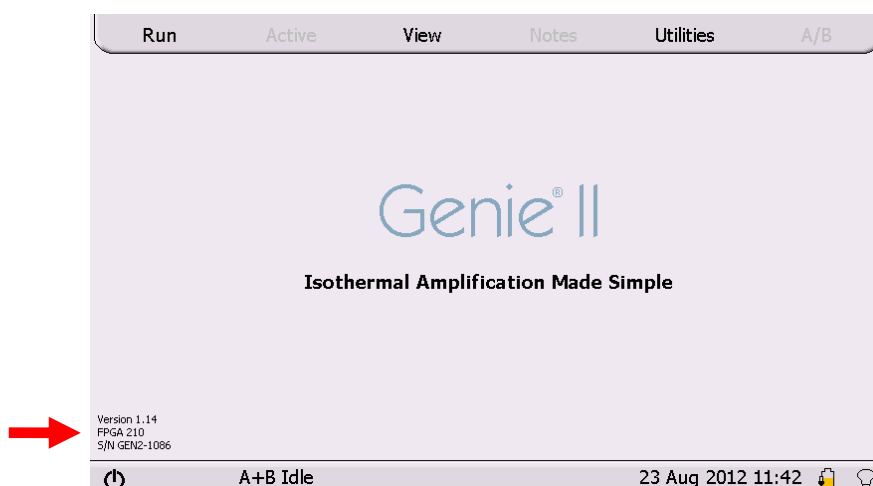 Run Active View Notes Utilities A/B
Genie® II
Isothermal Amplification Made Simple
Version 1.14
FPGA 210
S/N GEN2-1086
A+B Idle 23 Aug 2012 11:42